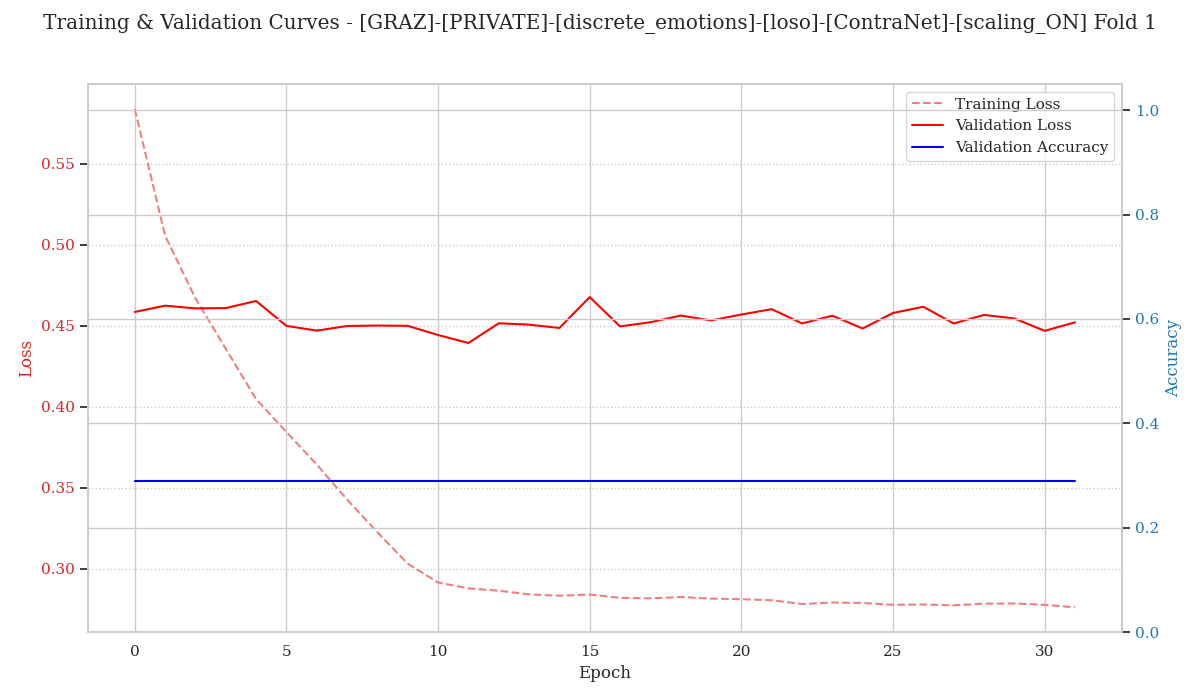 Training & Validation Curves - [GRAZ]-[PRIVATE]-[discrete_emotions]-[loso]-[ContraNet]-[scaling_ON] Fold 1
Training Loss
Validation Loss
Validation Accuracy
Loss
0.55
0.50
0.45
0.40
0.35
0.30
1.0
0.8
0.6
0.4
0.2
0.0
Accuracy
0 5 10 15 20 25 30
Epoch